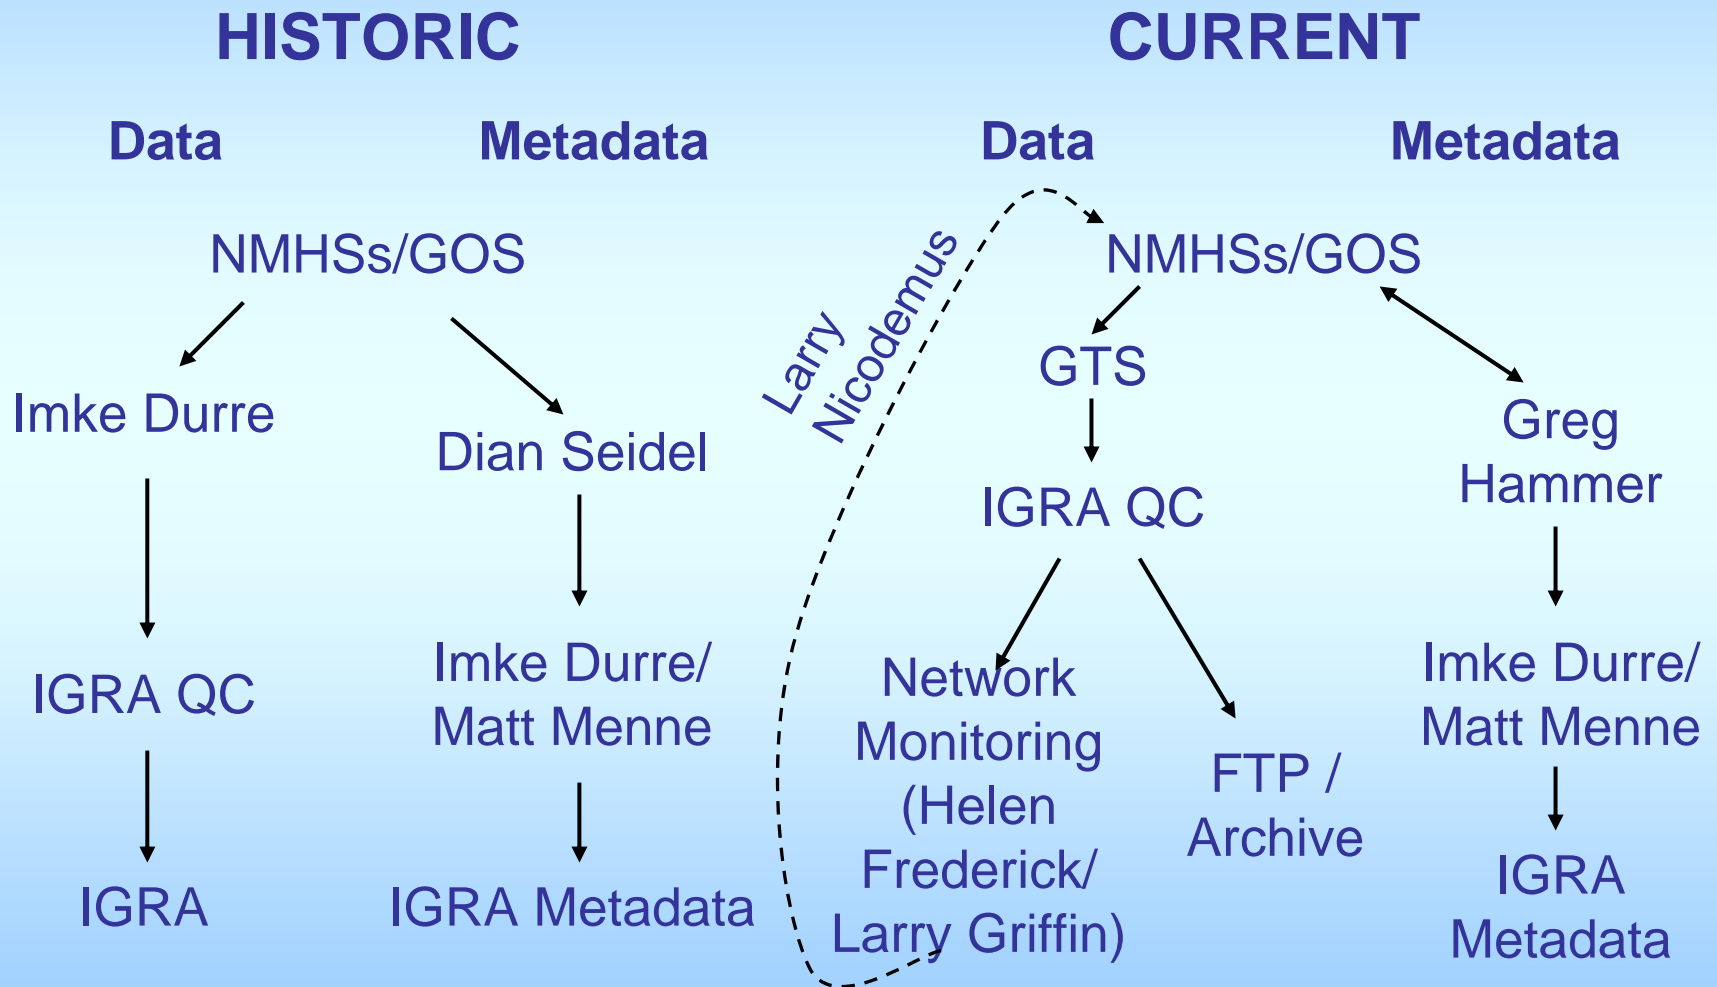 HISTORIC
Data
Metadata
NMHSs/GOS
Imke Durre
Dian Seidel
IGRA QC
Imke Durre/
Matt Menne
IGRA
IGRA Metadata
CURRENT
Data
Metadata
NMHSs/GOS
Larry
Nicodemus
GTS
Greg
Hammer
IGRA QC
Network
Monitoring
(Helen
Frederick/
Larry Griffin)
FTP /
Archive
Imke Durre/
Matt Menne
IGRA
Metadata